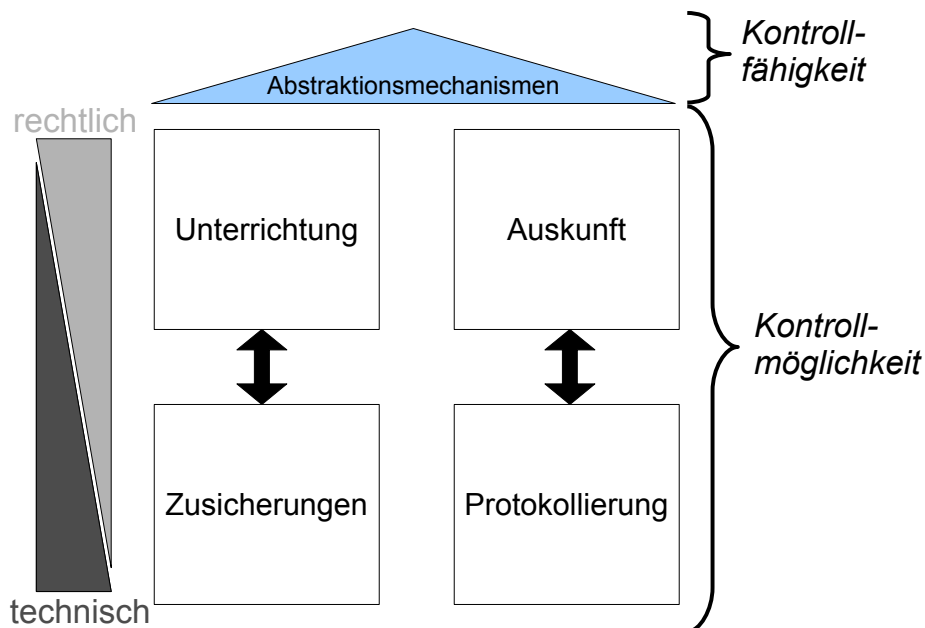 Kontroll-
fähigkeit
Abstraktionsmechanismen
rechtlich
Unterrichtung
Auskunft
Kontroll-
möglichkeit
Zusicherungen
Protokollierung
technisch